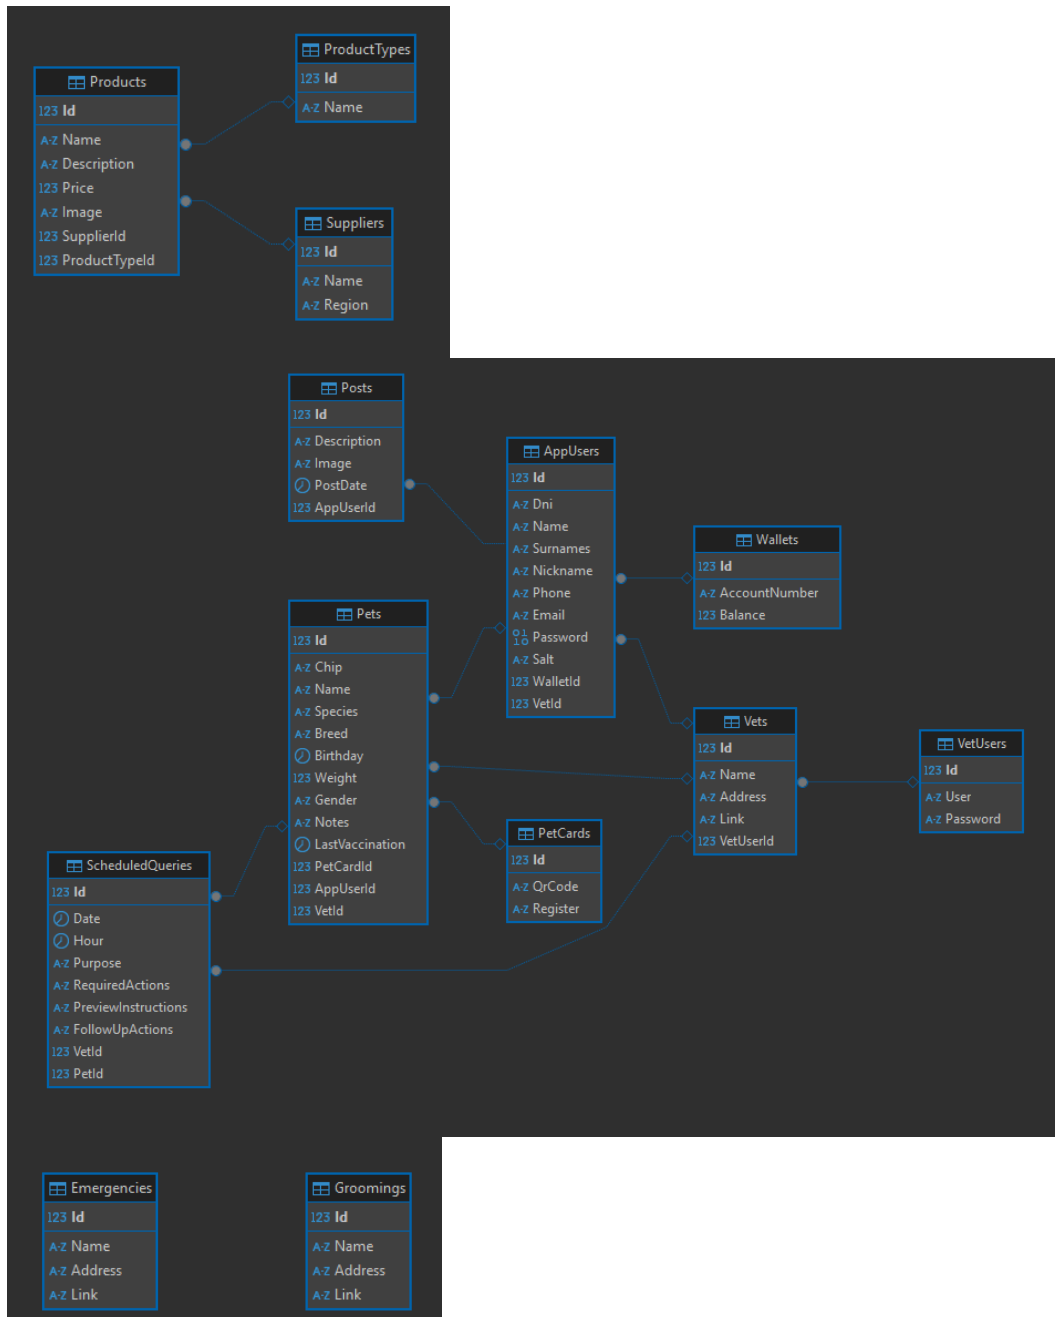 ProductTypes
123 Id
A-Z Name
Products
123 Id
A-Z Name
A-Z Description
123 Price
A-Z Image
123 SupplierId
123 ProductTypeId
Suppliers
123 Id
A-Z Name
A-Z Region
Posts
123 Id
A-Z Description
A-Z Image
PostDate
123 AppUserId
AppUsers
123 Id
A-Z Dni
A-Z Name
A-Z Surnames
A-Z Nickname
A-Z Phone
A-Z Email
01
10 Password
A-Z Salt
123 WalletId
123 VetId
Wallets
123 Id
A-Z AccountNumber
123 Balance
Pets
123 Id
A-Z Chip
A-Z Name
A-Z Species
A-Z Breed
Birthday
123 Weight
A-Z Gender
A-Z Notes
LastVaccination
123 PetCardId
123 AppUserId
123 VetId
Vets
123 Id
A-Z Name
A-Z Address
A-Z Link
123 VetUserId
VetUsers
123 Id
A-Z User
A-Z Password
PetCards
123 Id
A-Z QrCode
A-Z Register
ScheduledQueries
123 Id
Date
Hour
A-Z Purpose
A-Z RequiredActions
A-Z PreviewInstructions
A-Z FollowUpActions
123 VetId
123 PetId
Emergencies
123 Id
A-Z Name
A-Z Address
A-Z Link
Groomings
123 Id
A-Z Name
A-Z Address
A-Z Link